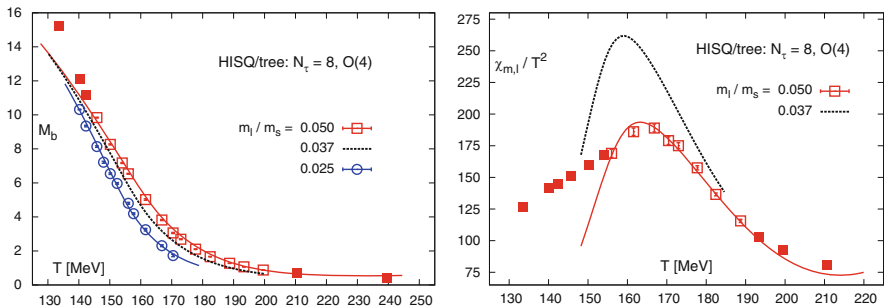 16
14
12
10
8
6
4
2
0
M_b
HISQ/tree: N_τ = 8, O(4)
m_l / m_s = 0.050
0.037
0.025
T [MeV]
130 140 150 160 170 180 190 200 210 220 230 240 250
275
250
225
200
175
150
125
100
75
χ_{m,l} / T^2
HISQ/tree: N_τ = 8, O(4)
m_l / m_s = 0.050
0.037
T [MeV]
130 140 150 160 170 180 190 200 210 220